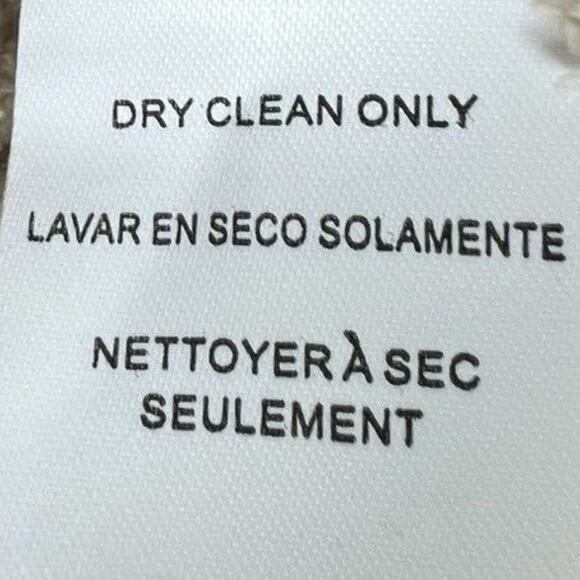 DRY CLEAN ONLY
LAVAR EN SECO SOLAMENTE
NETTOYER À SEC
SEULEMENT